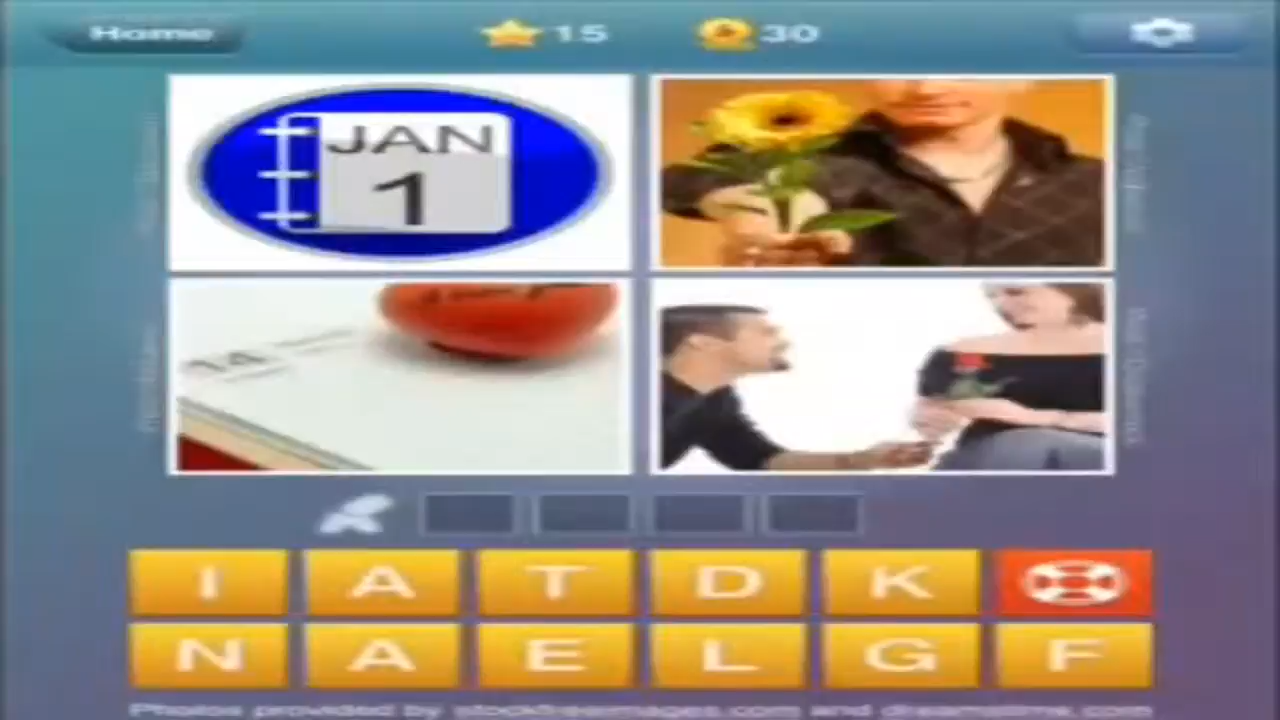 Home
15
30
JAN
1
14
I A T D K
N A E L G F
Photos provided by stockfreeimages.com and dreamstime.com